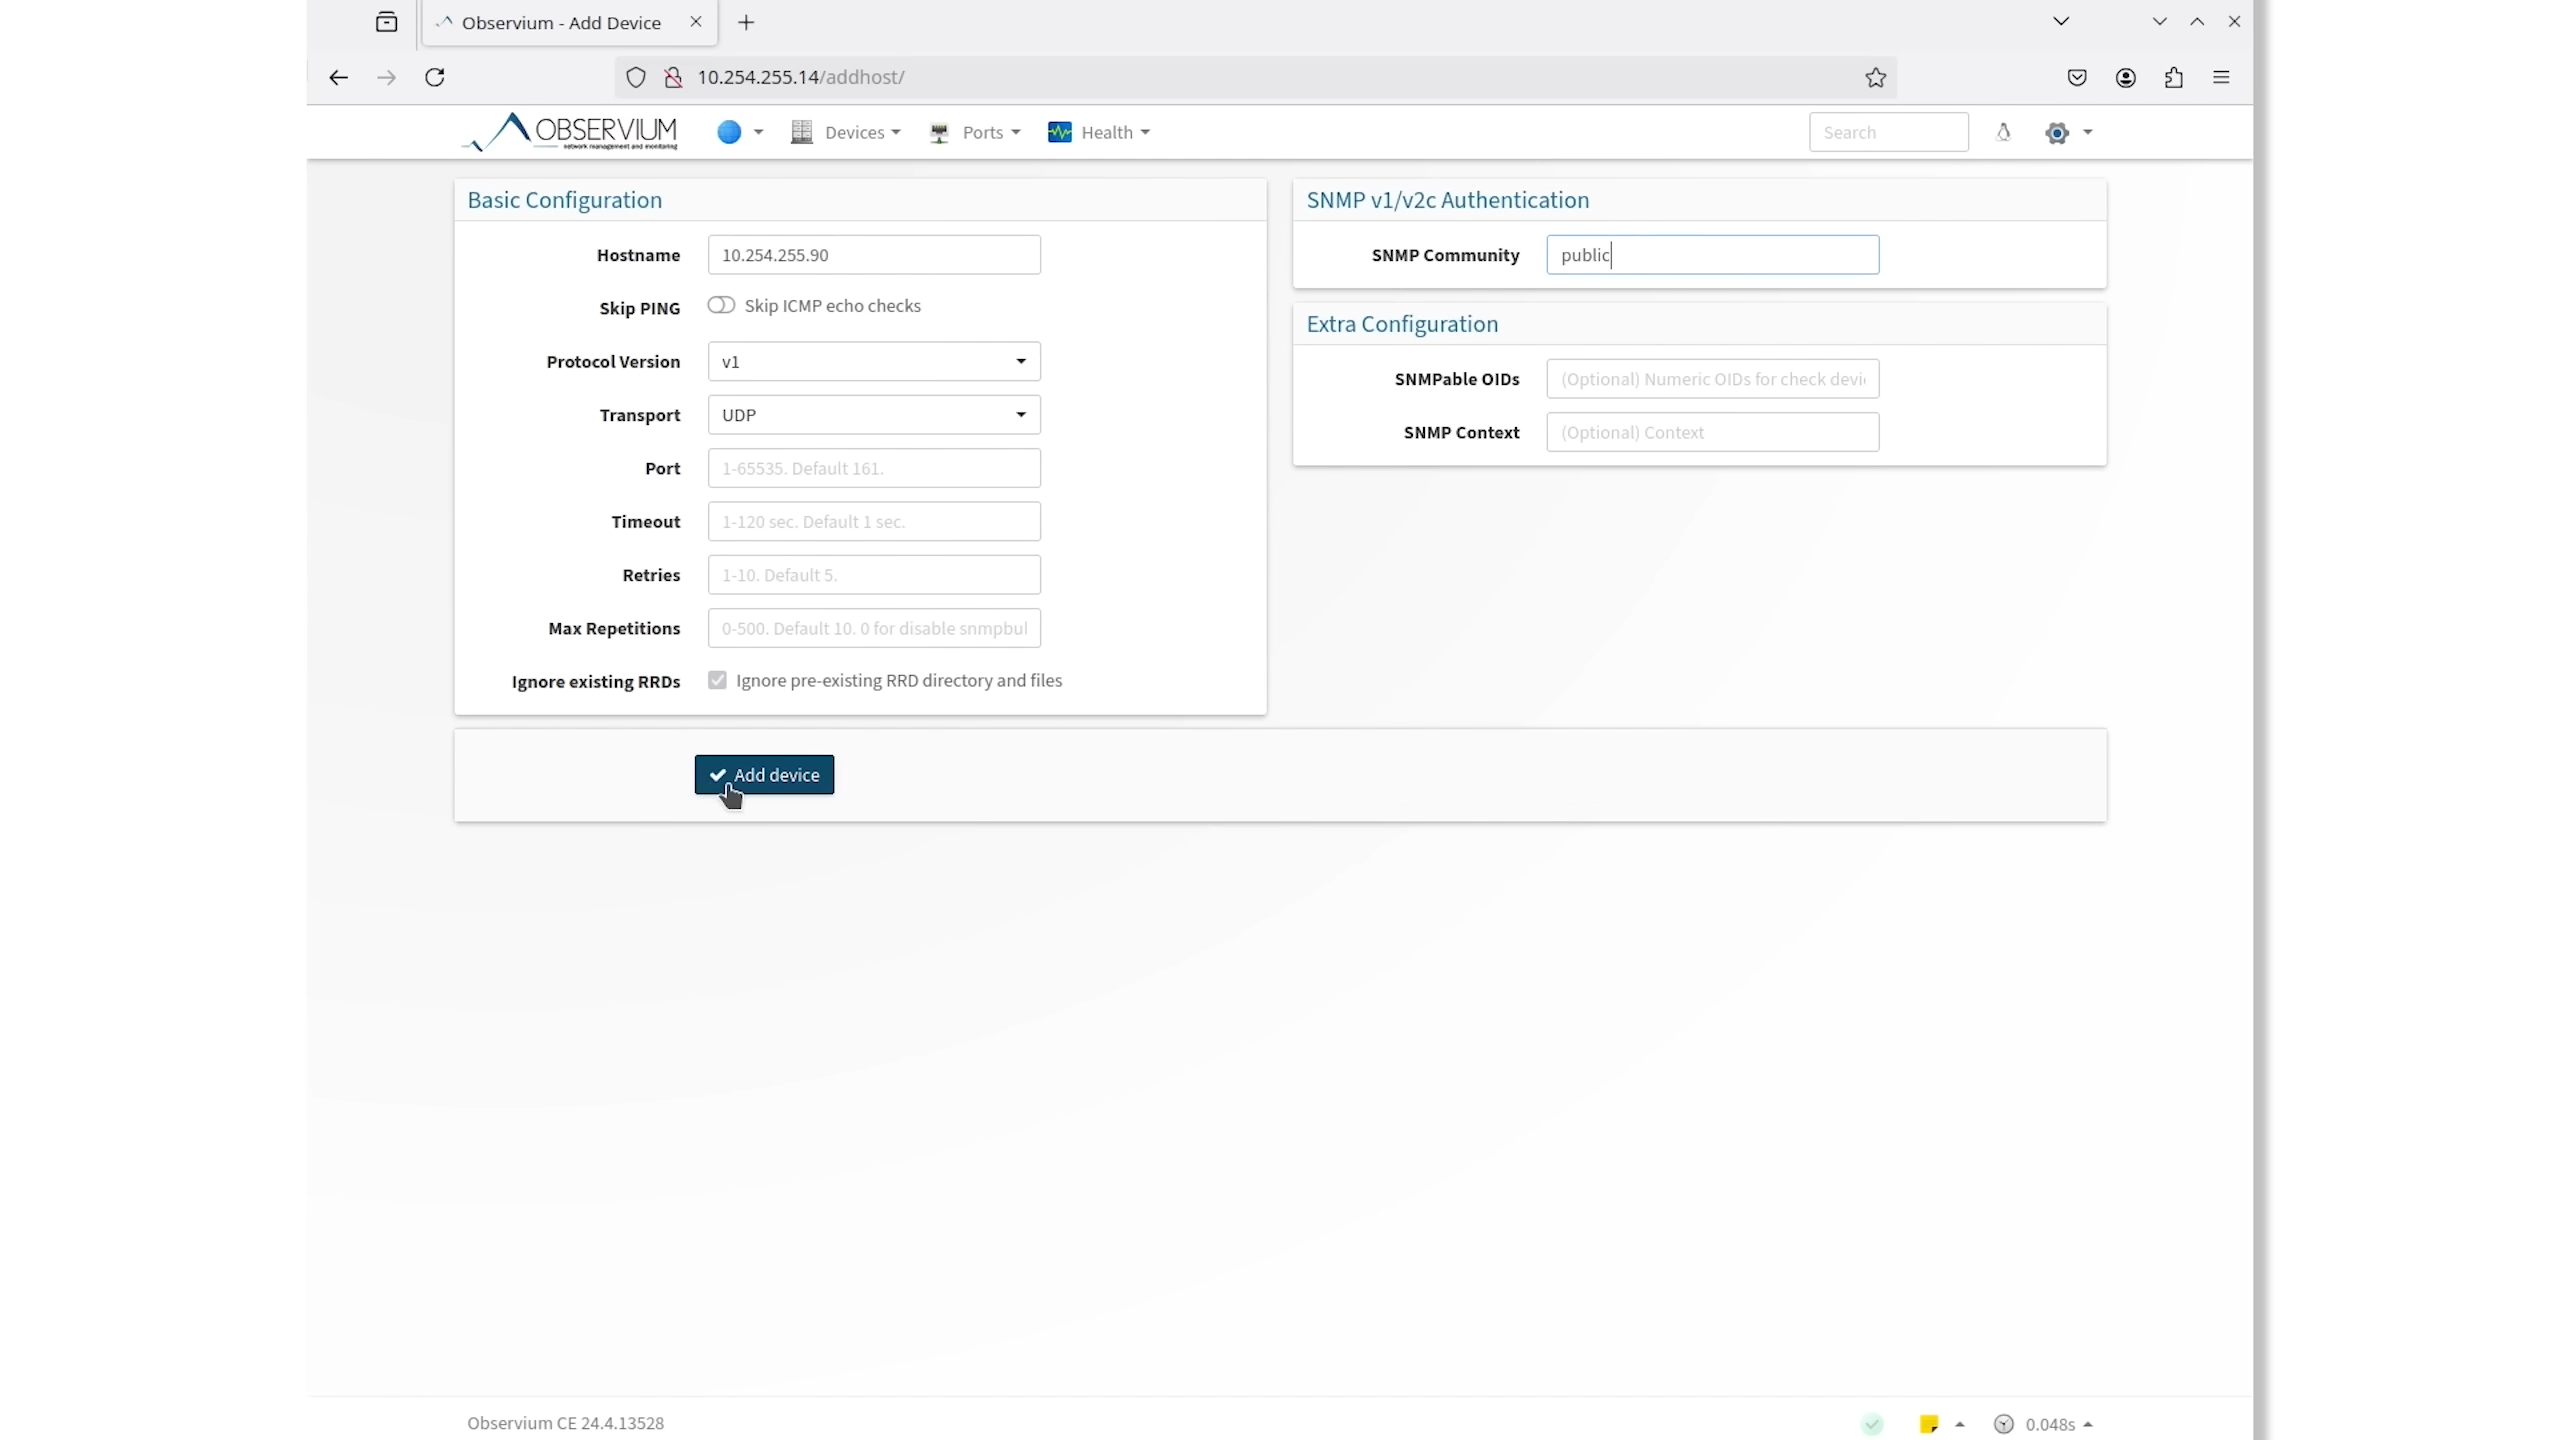 Observium - Add Device
10.254.255.14/addhost/
OBSERVIUM
network management and monitoring
Devices
Ports
Health
Search
Basic Configuration
Hostname 10.254.255.90
Skip PING Skip ICMP echo checks
Protocol Version v1
Transport UDP
Port 1-65535. Default 161.
Timeout 1-120 sec. Default 1 sec.
Retries 1-10. Default 5.
Max Repetitions 0-500. Default 10. 0 for disable snmpbul
Ignore existing RRDs Ignore pre-existing RRD directory and files
SNMP v1/v2c Authentication
SNMP Community public
Extra Configuration
SNMPable OIDs (Optional) Numeric OIDs for check devi
SNMP Context (Optional) Context
Add device
Observium CE 24.4.13528
0.048s